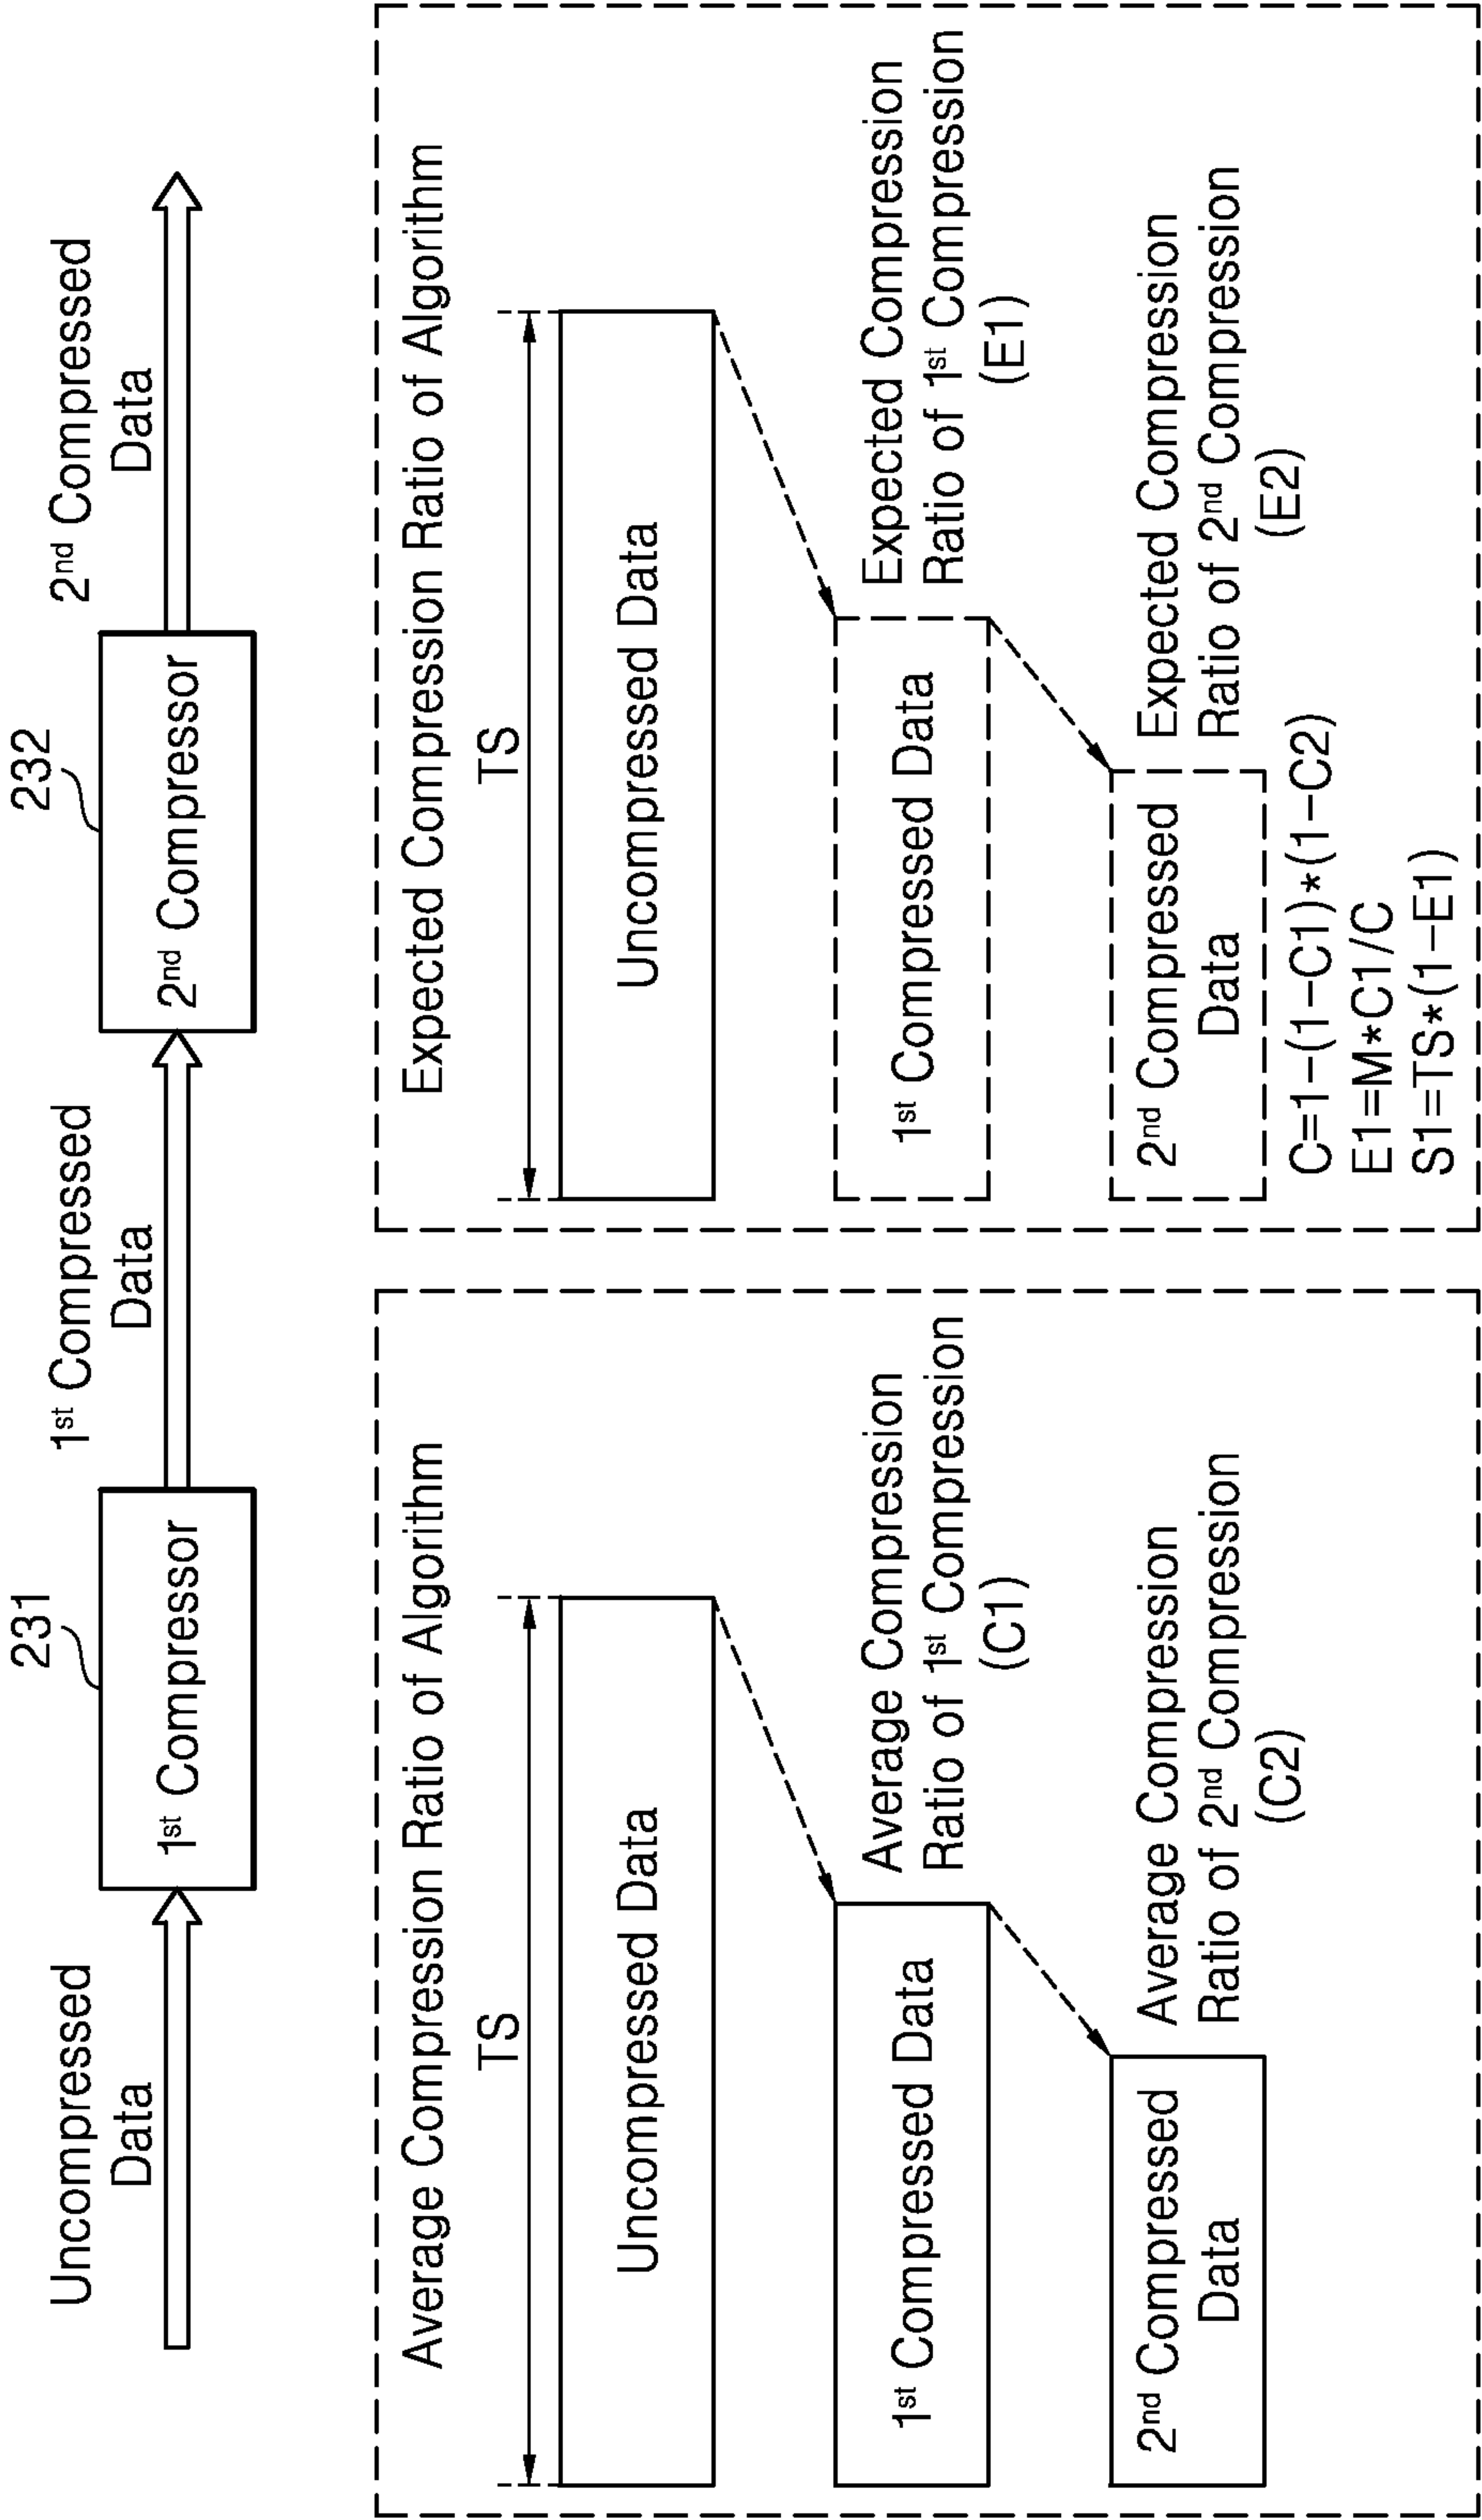 Uncompressed
Data
231
1st Compressor
1st Compressed
Data
232
2nd Compressor
2nd Compressed
Data
Average Compression Ratio of Algorithm
TS
Uncompressed Data
1st Compressed Data
Average Compression
Ratio of 1st Compression
(C1)
2nd Compressed
Data
Average Compression
Ratio of 2nd Compression
(C2)
Expected Compression Ratio of Algorithm
TS
Uncompressed Data
1st Compressed Data
Expected Compression
Ratio of 1st Compression
(E1)
2nd Compressed
Data
Expected Compression
Ratio of 2nd Compression
(E2)
C=1-(1-C1)*(1-C2)
E1=M*C1/C
S1=TS*(1-E1)